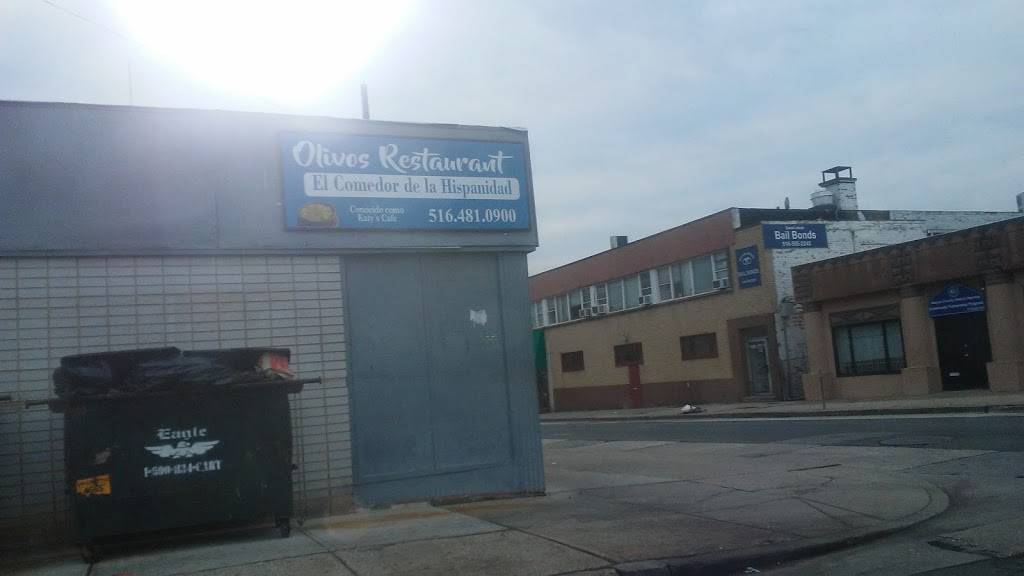 Olivos Restaurant
El Comedor de la Hispanidad
Conocido como
Katy's Cafe
516.481.0900
Eagle
1-800-834-CART
Bail Bonds